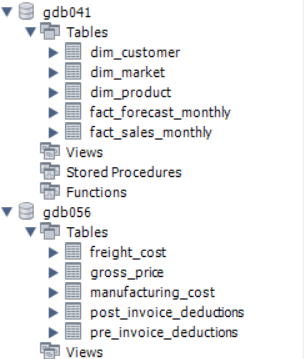 gdb041
Tables
dim_customer
dim_market
dim_product
fact_forecast_monthly
fact_sales_monthly
Views
Stored Procedures
Functions
gdb056
Tables
freight_cost
gross_price
manufacturing_cost
post_invoice_deductions
pre_invoice_deductions
Views